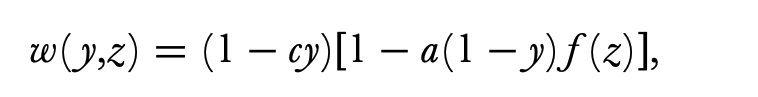 w(y,z) = (1 − cy)[1 − a(1 − y)f(z)],